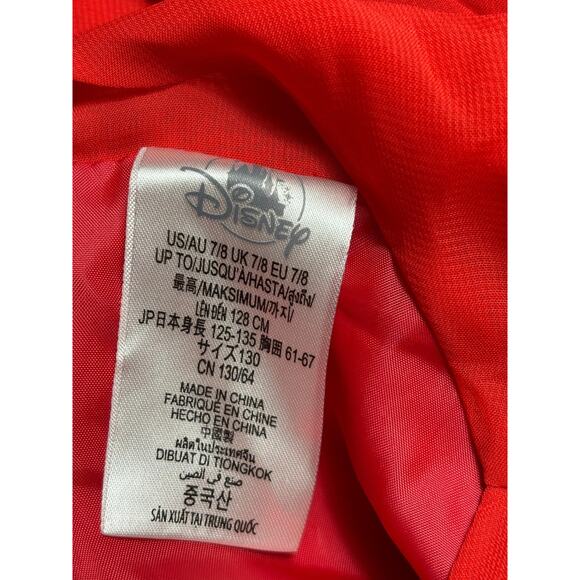 Disney
US/AU 7/8 UK 7/8 EU 7/8
UP TO/JUSQU'À/HASTA/สูงถึง/
最高/MAKSIMUM/까지/
LÊN ĐẾN 128 CM
JP日本身長 125-135 胸囲 61-67
サイズ130
CN 130/64
MADE IN CHINA
FABRIQUÉ EN CHINE
HECHO EN CHINA
中國製
ผลิตในประเทศจีน
DIBUAT DI TIONGKOK
صنع في الصين
중국산
SẢN XUẤT TẠI TRUNG QUỐC